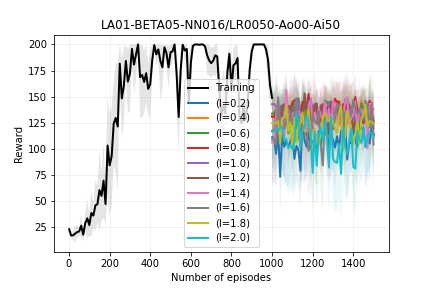 LA01-BETA05-NN016/LR0050-Ao00-Ai50
200
175
150
125
100
75
50
25
Reward
0
200
400
600
800
1000
1200
1400
Number of episodes
Training
(l=0.2)
(l=0.4)
(l=0.6)
(l=0.8)
(l=1.0)
(l=1.2)
(l=1.4)
(l=1.6)
(l=1.8)
(l=2.0)